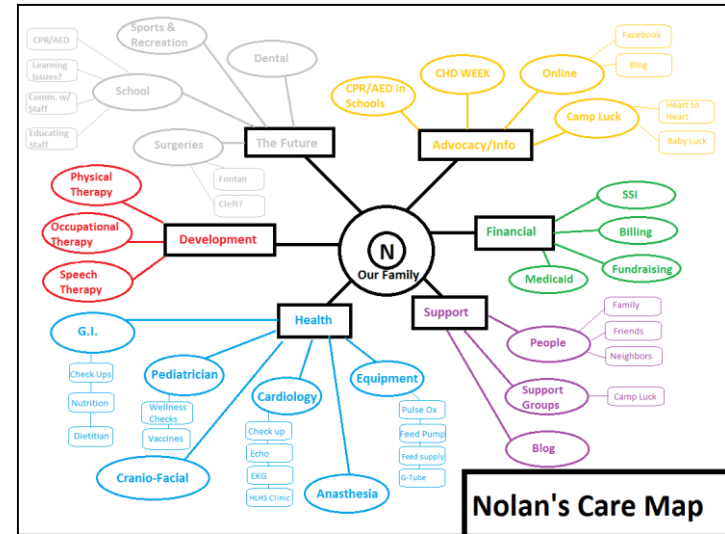 Sports &
Recreation
Dental
CPR/AED
Learning
Issues?
Comm. w/
Staff
Educating
Staff
School
Surgeries
Fontan
Cleft?
The Future
CPR/AED in
Schools
CHD WEEK
Online
Facebook
Blog
Camp Luck
Heart to
Heart
Baby Luck
Advocacy/Info
Physical
Therapy
Occupational
Therapy
Speech
Therapy
Development
N
Our Family
Financial
SSI
Billing
Fundraising
Medicaid
Health
G.I.
Check Ups
Nutrition
Dietitian
Pediatrician
Wellness
Checks
Vaccines
Cranio-Facial
Cardiology
Check up
Echo
EKG
HLHS Clinic
Anasthesia
Equipment
Pulse Ox
Feed Pump
Feed supply
G-Tube
Support
People
Family
Friends
Neighbors
Support
Groups
Camp Luck
Blog
Nolan's Care Map